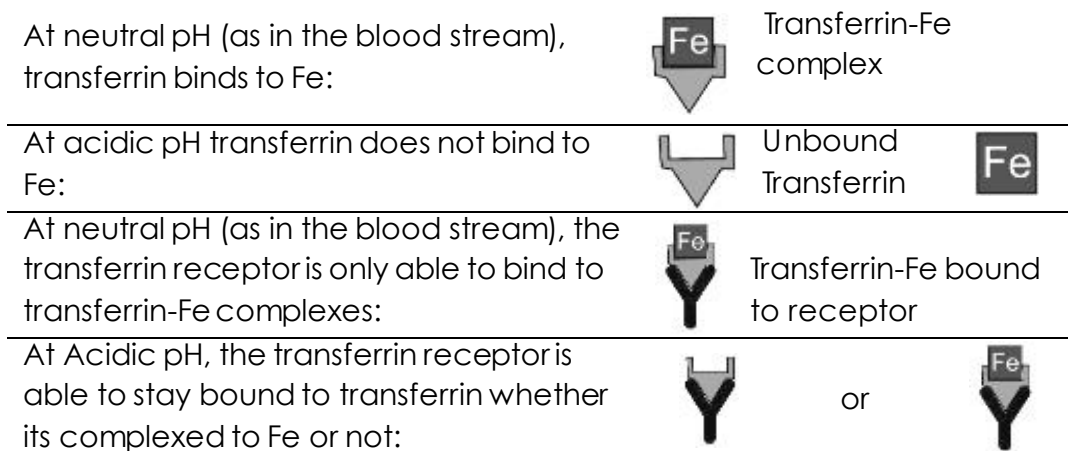 At neutral pH (as in the blood stream),
transferrin binds to Fe:
Fe
Transferrin-Fe
complex
At acidic pH transferrin does not bind to
Fe:
Unbound
Transferrin
Fe
At neutral pH (as in the blood stream), the
transferrin receptor is only able to bind to
transferrin-Fe complexes:
Fe
Transferrin-Fe bound
to receptor
At Acidic pH, the transferrin receptor is
able to stay bound to transferrin whether
its complexed to Fe or not:
or
Fe